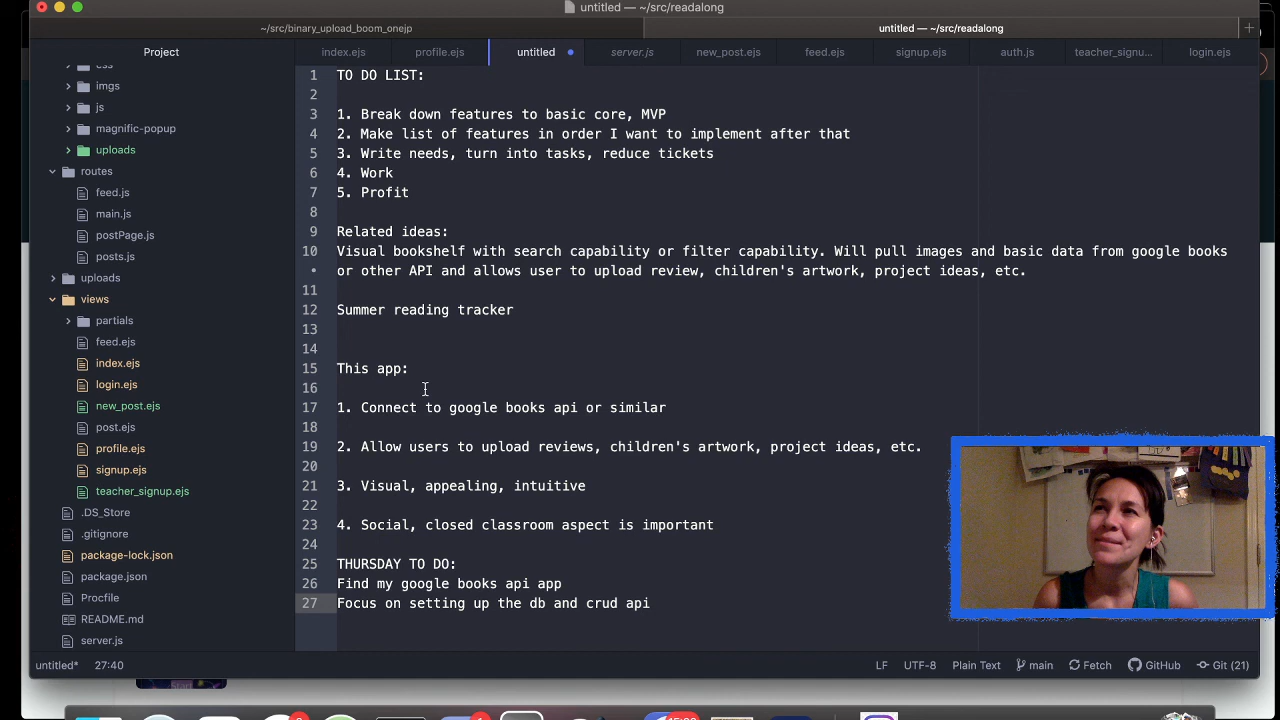 untitled — ~/src/readalong
~/src/binary_upload_boom_onejp
untitled — ~/src/readalong
Project
index.ejs
profile.ejs
untitled
server.js
new_post.ejs
feed.ejs
signup.ejs
auth.js
teacher_signu...
login.ejs
css
imgs
js
magnific-popup
uploads
routes
feed.js
main.js
postPage.js
posts.js
uploads
views
partials
feed.ejs
index.ejs
login.ejs
new_post.ejs
post.ejs
profile.ejs
signup.ejs
teacher_signup.ejs
.DS_Store
.gitignore
package-lock.json
package.json
Procfile
README.md
server.js
1 TO DO LIST:
2
3 1. Break down features to basic core, MVP
4 2. Make list of features in order I want to implement after that
5 3. Write needs, turn into tasks, reduce tickets
6 4. Work
7 5. Profit
8
9 Related ideas:
10 Visual bookshelf with search capability or filter capability. Will pull images and basic data from google books
• or other API and allows user to upload review, children's artwork, project ideas, etc.
11
12 Summer reading tracker
13
14
15 This app:
16
17 1. Connect to google books api or similar
18
19 2. Allow users to upload reviews, children's artwork, project ideas, etc.
20
21 3. Visual, appealing, intuitive
22
23 4. Social, closed classroom aspect is important
24
25 THURSDAY TO DO:
26 Find my google books api app
27 Focus on setting up the db and crud api
untitled* 27:40
LF UTF-8 Plain Text main Fetch GitHub Git (21)